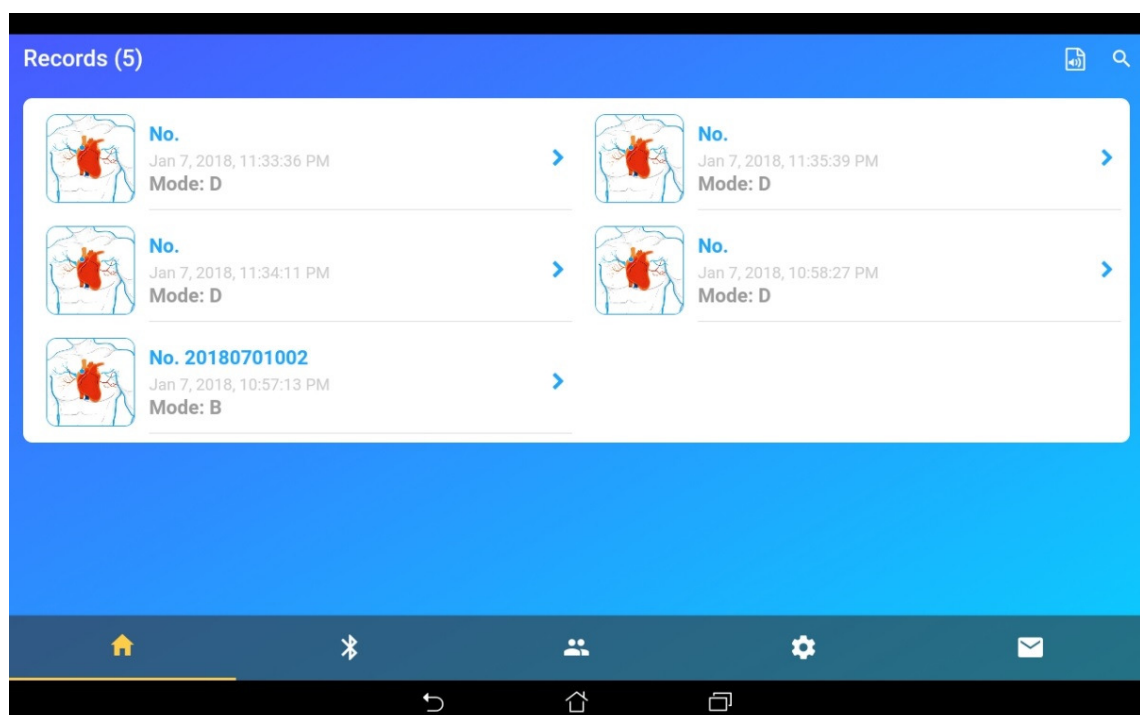 Records (5)
No.
Jan 7, 2018, 11:33:36 PM
Mode: D
No.
Jan 7, 2018, 11:35:39 PM
Mode: D
No.
Jan 7, 2018, 11:34:11 PM
Mode: D
No.
Jan 7, 2018, 10:58:27 PM
Mode: D
No. 20180701002
Jan 7, 2018, 10:57:13 PM
Mode: B